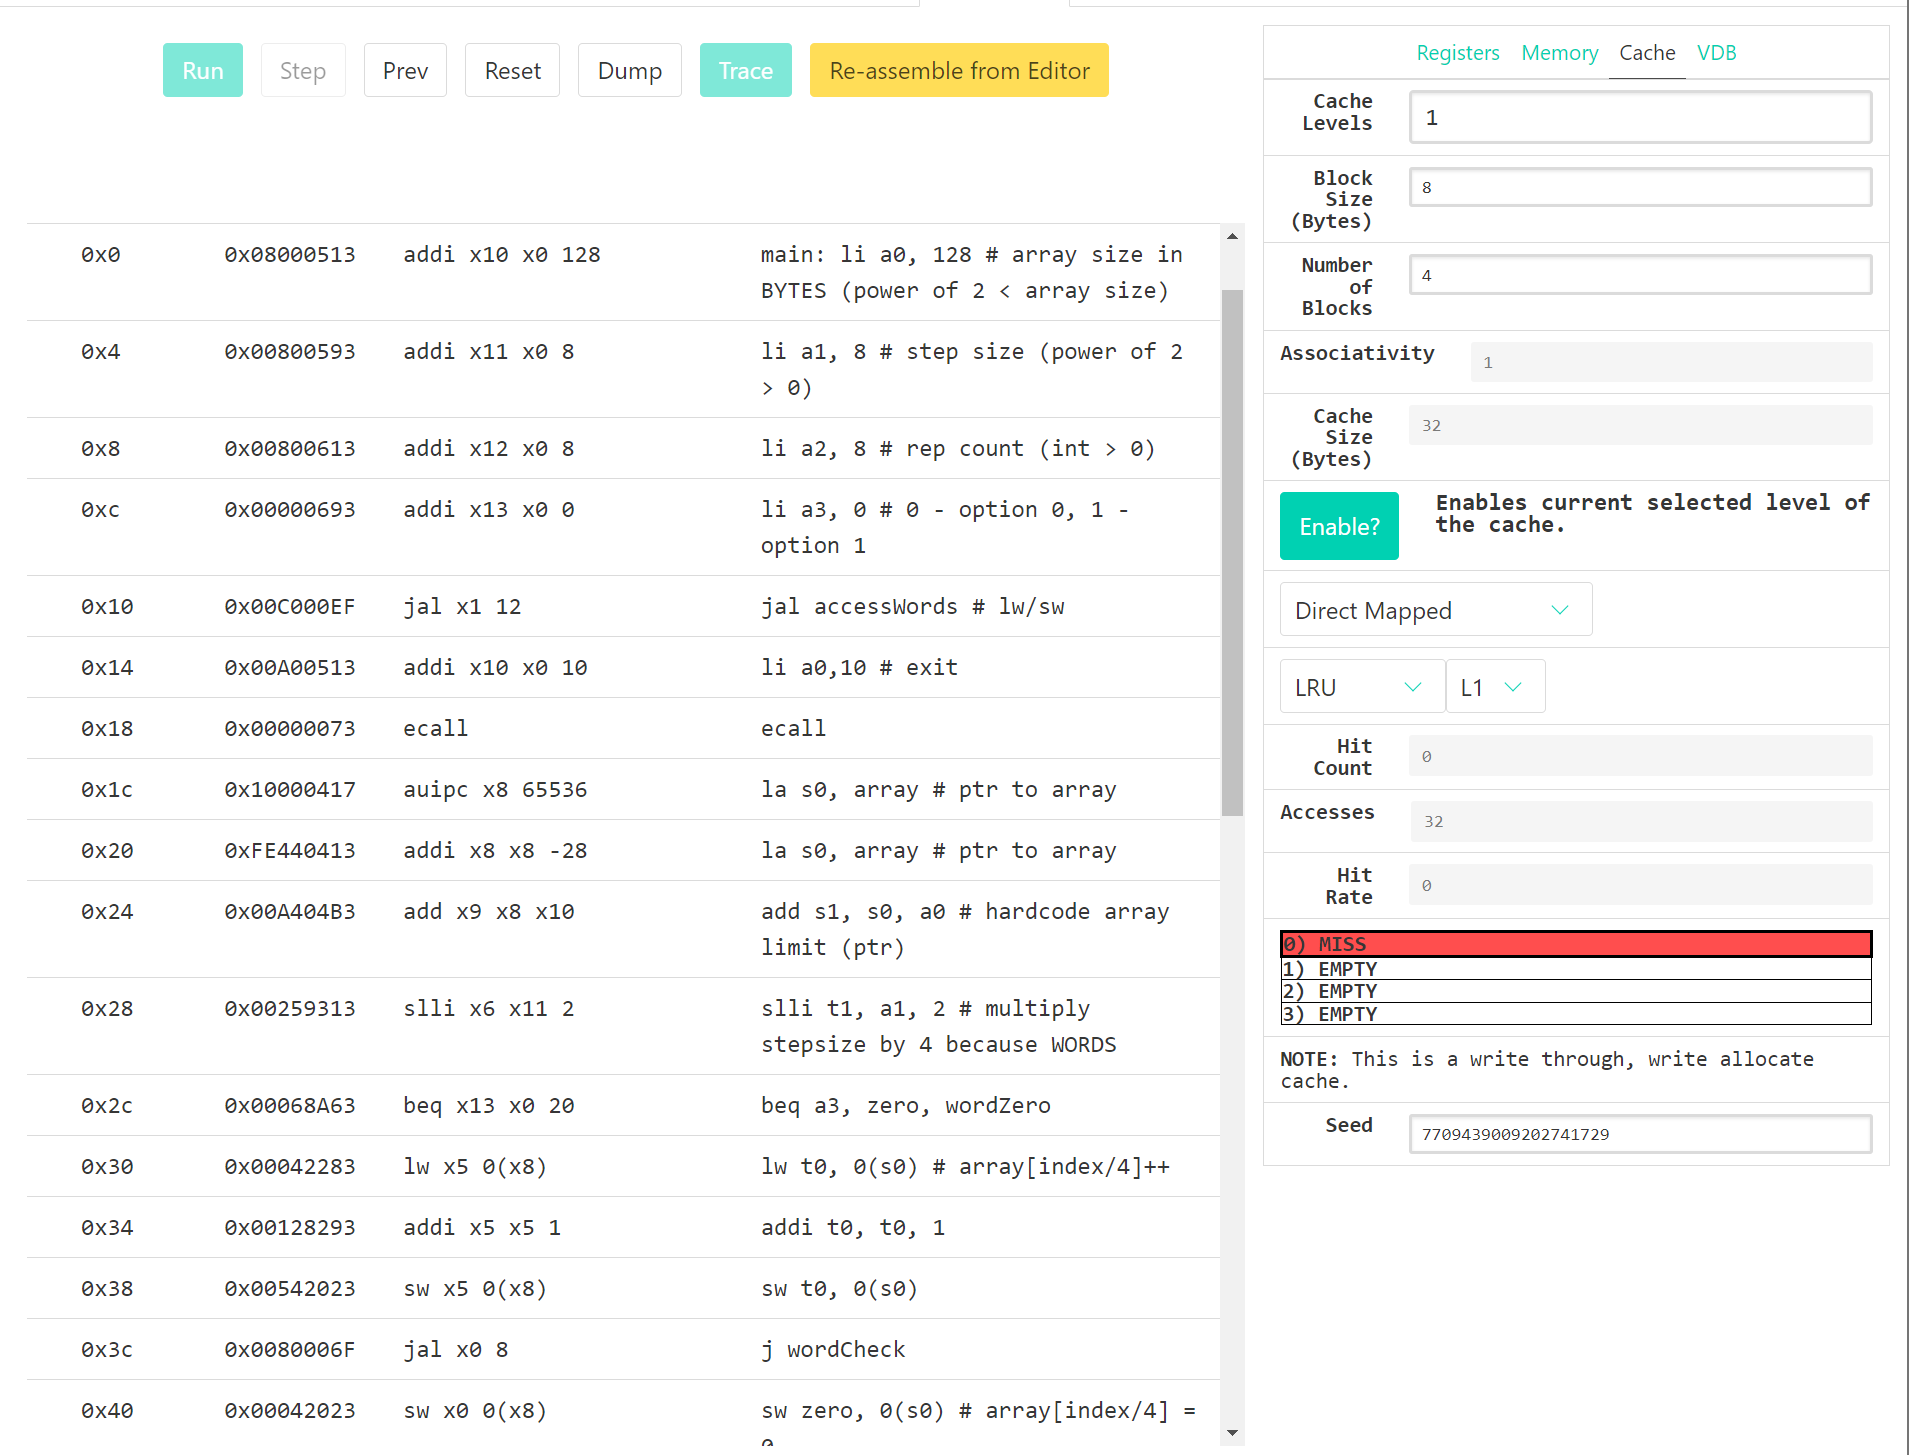 Run Step Prev Reset Dump Trace Re-assemble from Editor
0x0 0x08000513 addi x10 x0 128 main: li a0, 128 # array size in
BYTES (power of 2 < array size)
0x4 0x00800593 addi x11 x0 8 li a1, 8 # step size (power of 2
> 0)
0x8 0x00800613 addi x12 x0 8 li a2, 8 # rep count (int > 0)
0xc 0x00000693 addi x13 x0 0 li a3, 0 # 0 - option 0, 1 -
option 1
0x10 0x00C000EF jal x1 12 jal accessWords # lw/sw
0x14 0x00A00513 addi x10 x0 10 li a0,10 # exit
0x18 0x00000073 ecall ecall
0x1c 0x10000417 auipc x8 65536 la s0, array # ptr to array
0x20 0xFE440413 addi x8 x8 -28 la s0, array # ptr to array
0x24 0x00A404B3 add x9 x8 x10 add s1, s0, a0 # hardcode array
limit (ptr)
0x28 0x00259313 slli x6 x11 2 slli t1, a1, 2 # multiply
stepsize by 4 because WORDS
0x2c 0x00068A63 beq x13 x0 20 beq a3, zero, wordZero
0x30 0x00042283 lw x5 0(x8) lw t0, 0(s0) # array[index/4]++
0x34 0x00128293 addi x5 x5 1 addi t0, t0, 1
0x38 0x00542023 sw x5 0(x8) sw t0, 0(s0)
0x3c 0x0080006F jal x0 8 j wordCheck
0x40 0x00042023 sw x0 0(x8) sw zero, 0(s0) # array[index/4] =
0
Registers Memory Cache VDB
Cache
Levels
1
Block
Size
(Bytes)
8
Number
of
Blocks
4
Associativity
1
Cache
Size
(Bytes)
32
Enable?
Enables current selected level of
the cache.
Direct Mapped
LRU L1
Hit
Count
0
Accesses
32
Hit
Rate
0
0) MISS
1) EMPTY
2) EMPTY
3) EMPTY
NOTE: This is a write through, write allocate
cache.
Seed
7709439009202741729